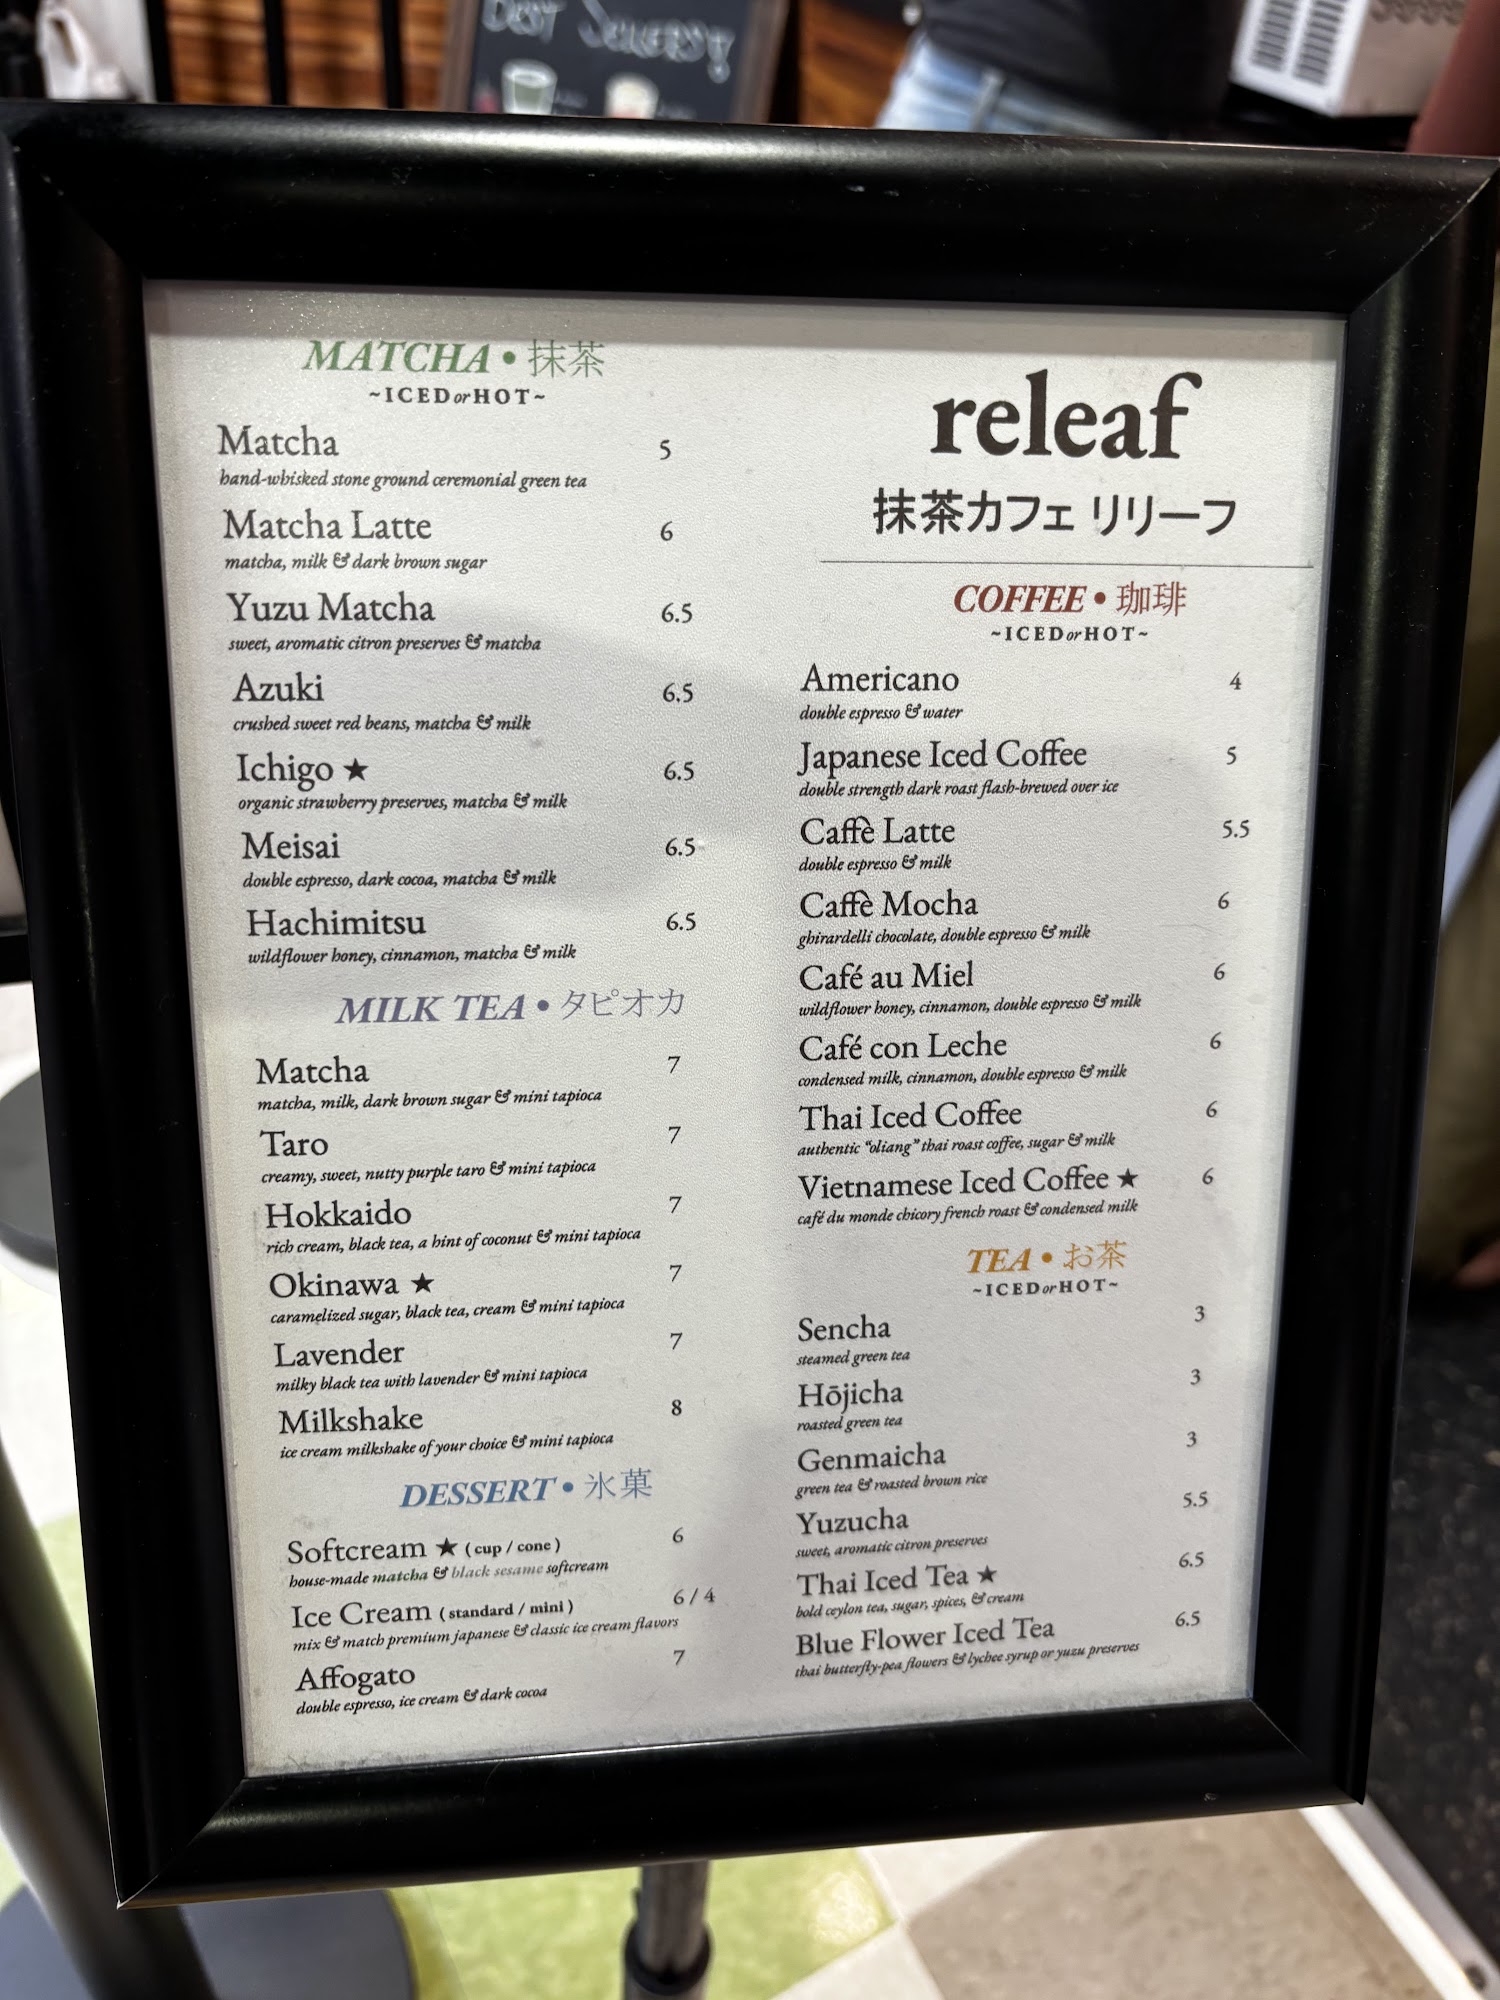 BEST SELLERS!
MATCHA • 抹茶
~ICED or HOT~
Matcha 5
hand-whisked stone ground ceremonial green tea
Matcha Latte 6
matcha, milk & dark brown sugar
Yuzu Matcha 6.5
sweet, aromatic citron preserves & matcha
Azuki 6.5
crushed sweet red beans, matcha & milk
Ichigo ★ 6.5
organic strawberry preserves, matcha & milk
Meisai 6.5
double espresso, dark cocoa, matcha & milk
Hachimitsu 6.5
wildflower honey, cinnamon, matcha & milk
MILK TEA • タピオカ
Matcha 7
matcha, milk, dark brown sugar & mini tapioca
Taro 7
creamy, sweet, nutty purple taro & mini tapioca
Hokkaido 7
rich cream, black tea, a hint of coconut & mini tapioca
Okinawa ★ 7
caramelized sugar, black tea, cream & mini tapioca
Lavender 7
milky black tea with lavender & mini tapioca
Milkshake 8
ice cream milkshake of your choice & mini tapioca
DESSERT • 氷菓
Softcream ★ (cup / cone) 6
house-made matcha & black sesame softcream
Ice Cream (standard / mini) 6 / 4
mix & match premium japanese & classic ice cream flavors
Affogato 7
double espresso, ice cream & dark cocoa
releaf
抹茶カフェ リリーフ
COFFEE • 珈琲
~ICED or HOT~
Americano 4
double espresso & water
Japanese Iced Coffee 5
double strength dark roast flash-brewed over ice
Caffè Latte 5.5
double espresso & milk
Caffè Mocha 6
ghirardelli chocolate, double espresso & milk
Café au Miel 6
wildflower honey, cinnamon, double espresso & milk
Café con Leche 6
condensed milk, cinnamon, double espresso & milk
Thai Iced Coffee 6
authentic "oliang" thai roast coffee, sugar & milk
Vietnamese Iced Coffee ★ 6
café du monde chicory french roast & condensed milk
TEA • お茶
~ICED or HOT~
Sencha 3
steamed green tea
Hōjicha 3
roasted green tea
Genmaicha 3
green tea & roasted brown rice
Yuzucha 5.5
sweet, aromatic citron preserves
Thai Iced Tea ★ 6.5
bold ceylon tea, sugar, spices, & cream
Blue Flower Iced Tea 6.5
thai butterfly-pea flowers & lychee syrup or yuzu preserves